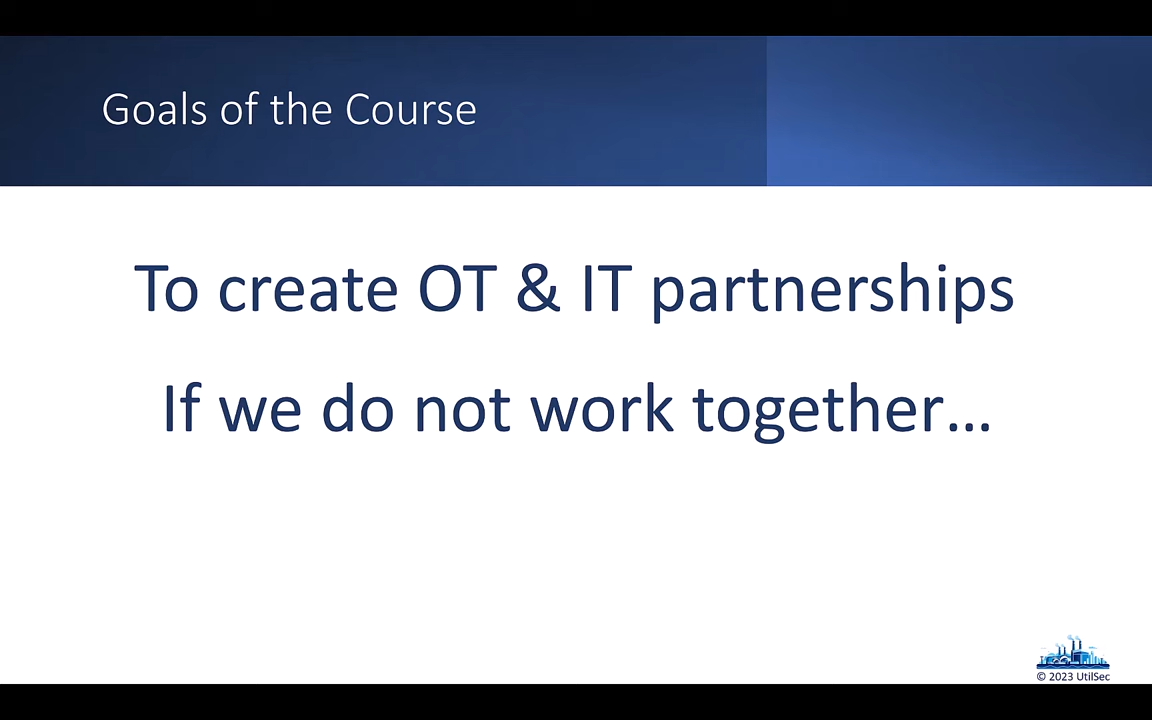 Goals of the Course
To create OT & IT partnerships
If we do not work together...
© 2023 UtilSec